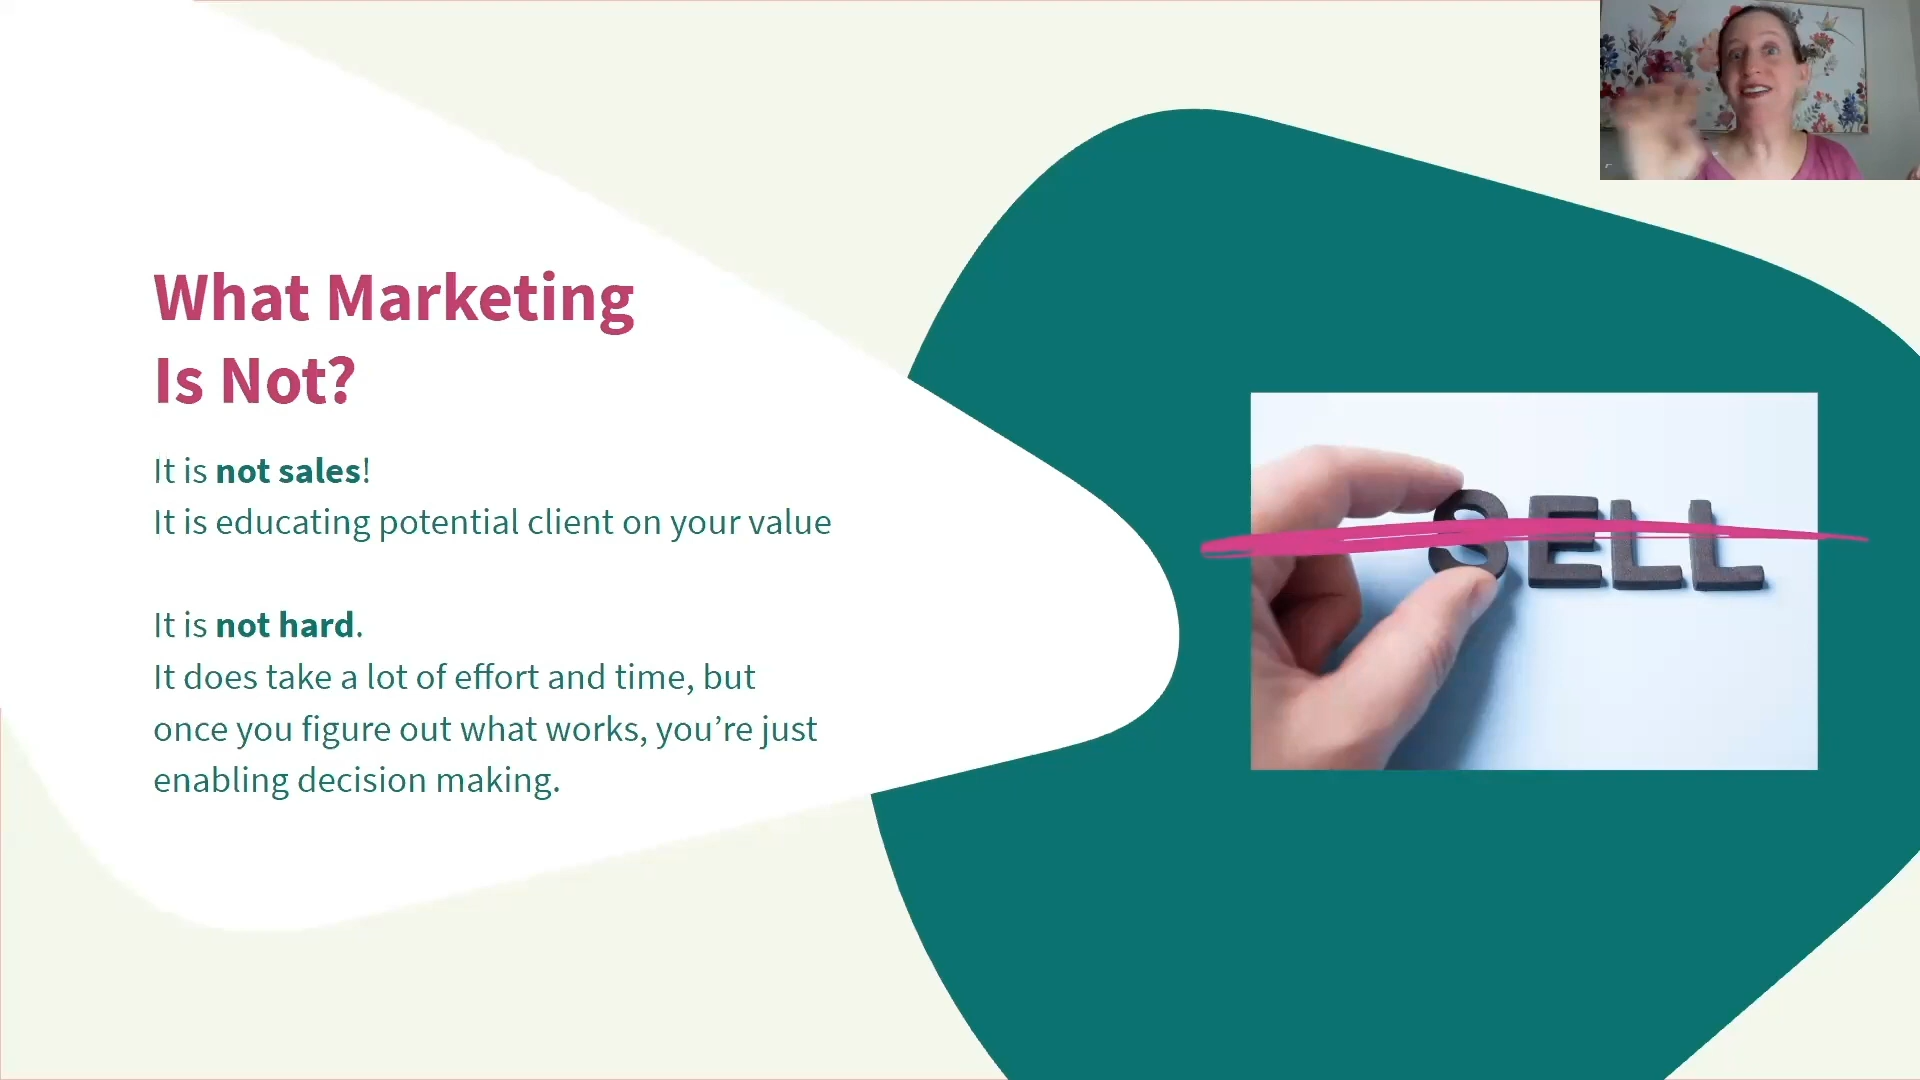 What Marketing
Is Not?
It is not sales!
It is educating potential client on your value
It is not hard.
It does take a lot of effort and time, but
once you figure out what works, you’re just
enabling decision making.
SELL